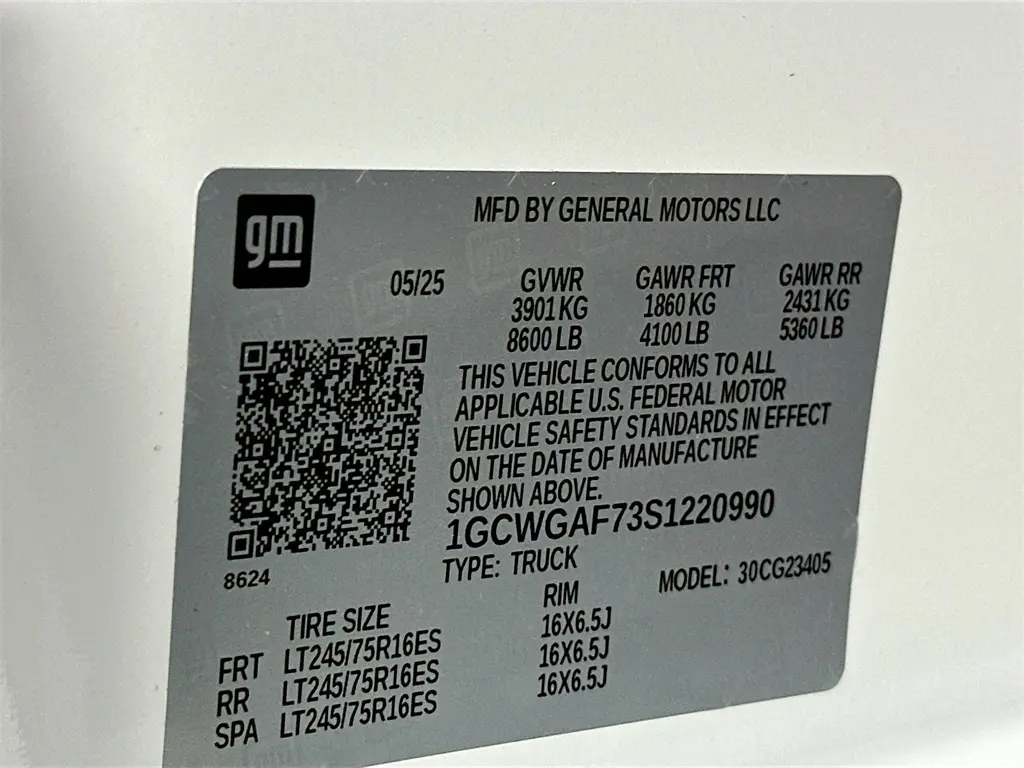 gm
MFD BY GENERAL MOTORS LLC
05/25 GVWR GAWR FRT GAWR RR
3901 KG 1860 KG 2431 KG
8600 LB 4100 LB 5360 LB
THIS VEHICLE CONFORMS TO ALL
APPLICABLE U.S. FEDERAL MOTOR
VEHICLE SAFETY STANDARDS IN EFFECT
ON THE DATE OF MANUFACTURE
SHOWN ABOVE.
1GCWGAF73S1220990
8624
TYPE: TRUCK MODEL: 30CG23405
TIRE SIZE RIM
FRT LT245/75R16ES 16X6.5J
RR LT245/75R16ES 16X6.5J
SPA LT245/75R16ES 16X6.5J